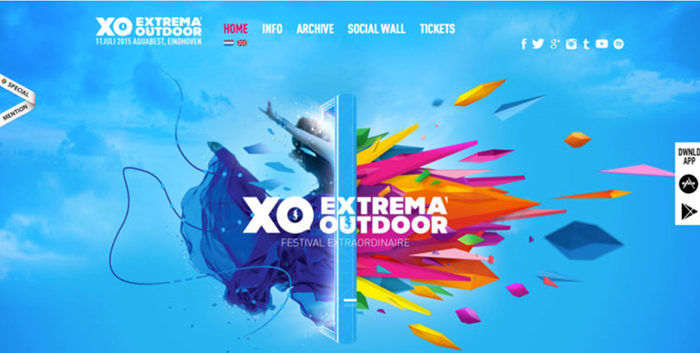 XO EXTREMA OUTDOOR
11 JULI 2015 AQUABEST, EINDHOVEN
HOME INFO ARCHIVE SOCIAL WALL TICKETS
SPECIAL
MENTION
DWNLD
APP
XO EXTREMA
OUTDOOR
FESTIVAL EXTRAORDINAIRE